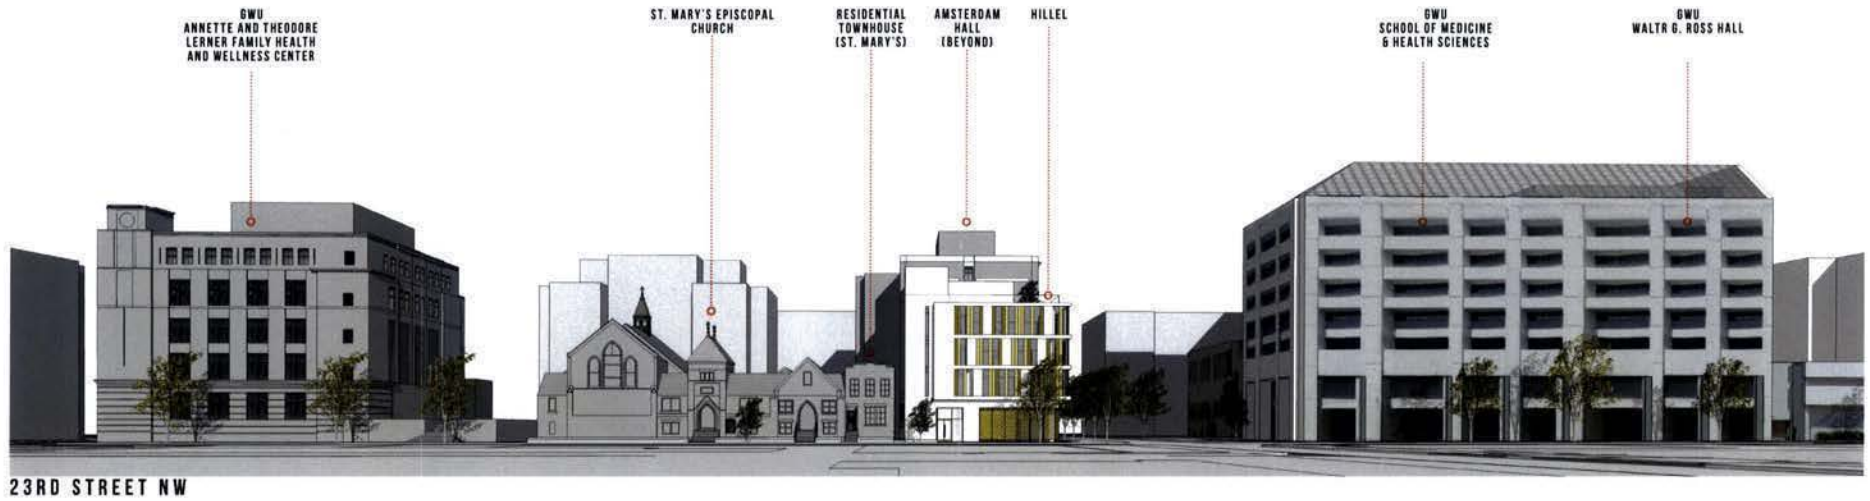 GWU
ANNETTE AND THEODORE
LERNER FAMILY HEALTH
AND WELLNESS CENTER
ST. MARY'S EPISCOPAL
CHURCH
RESIDENTIAL
TOWNHOUSE
(ST. MARY'S)
AMSTERDAM
HALL
(BEYOND)
HILLEL
GWU
SCHOOL OF MEDICINE
& HEALTH SCIENCES
GWU
WALTR G. ROSS HALL
23RD STREET NW